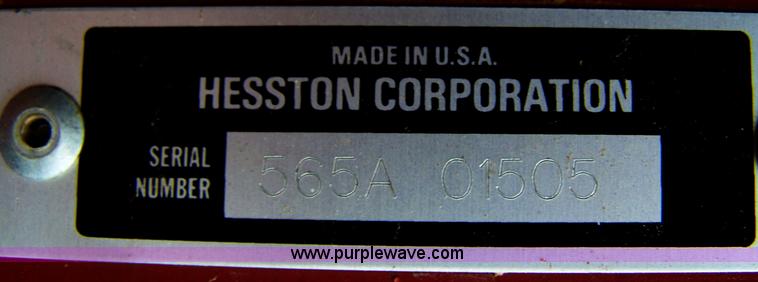 MADE IN U.S.A.
HESSTON CORPORATION
SERIAL NUMBER
565A 01505
www.purplewave.com